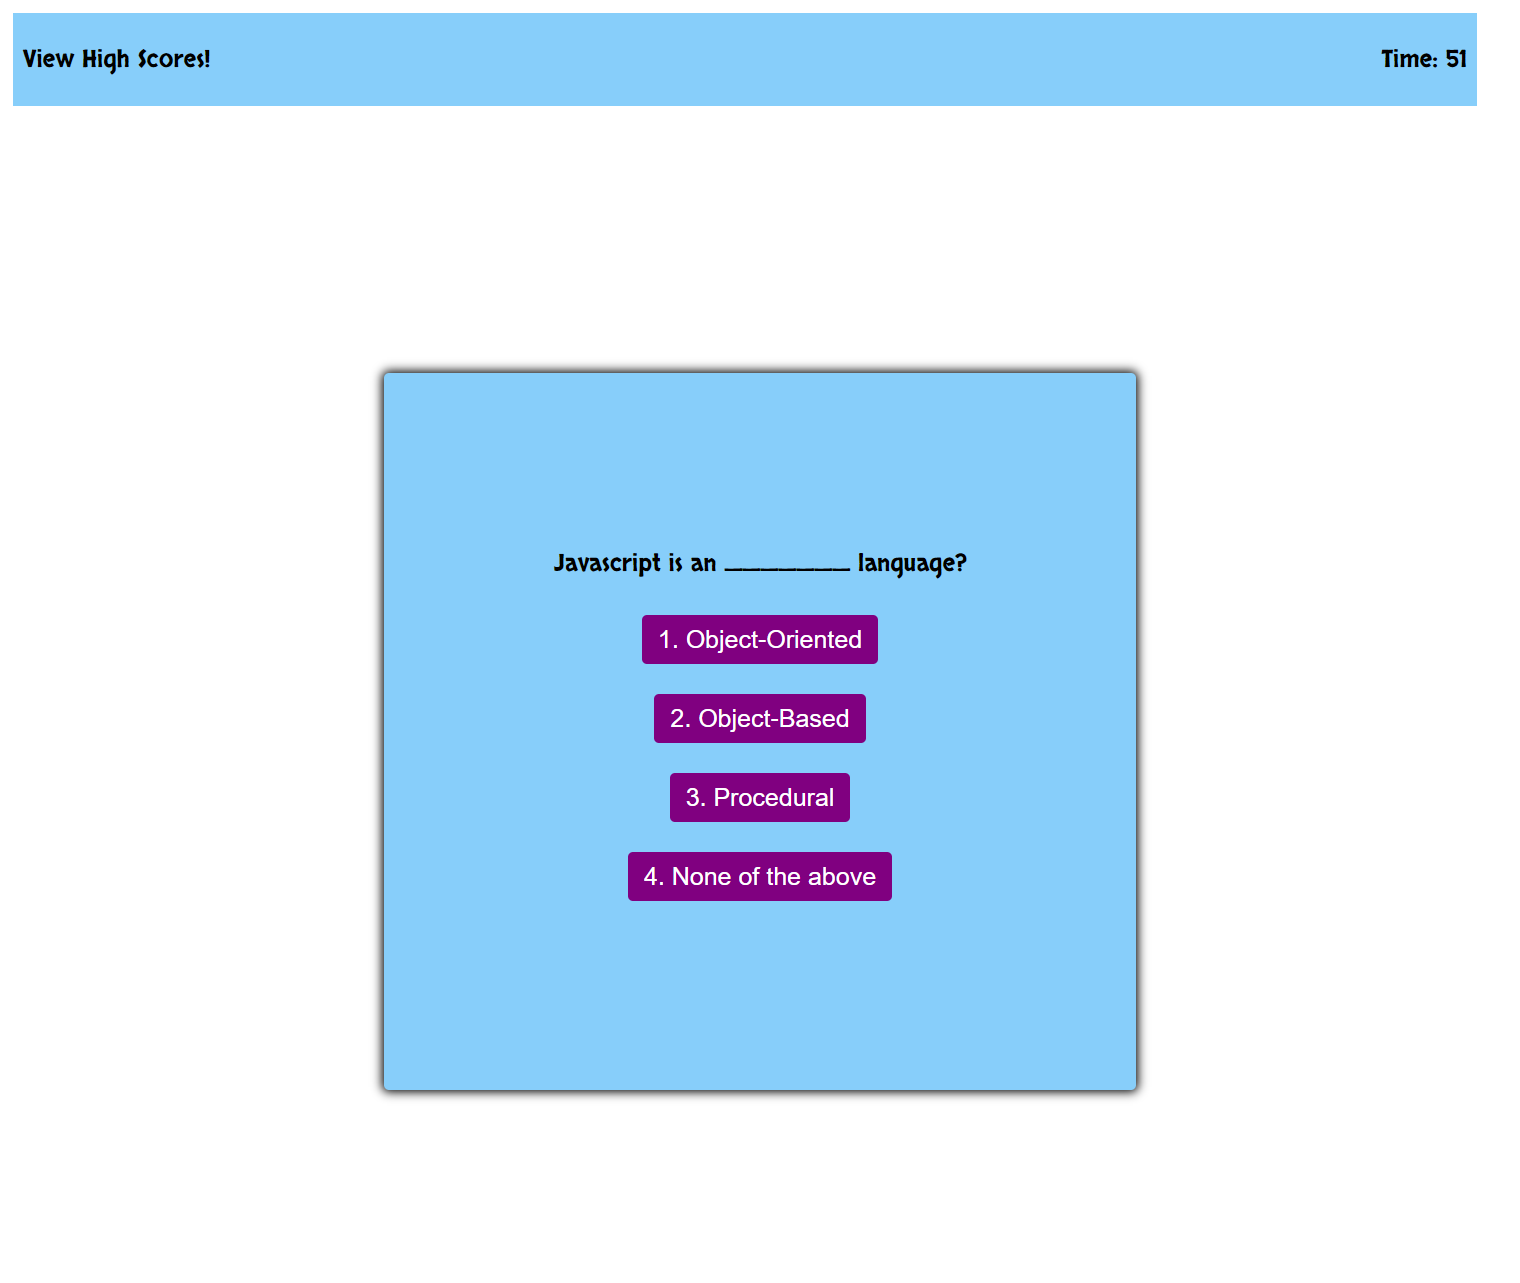 View High Scores!
Time: 51
Javascript is an _______ language?
1. Object-Oriented
2. Object-Based
3. Procedural
4. None of the above